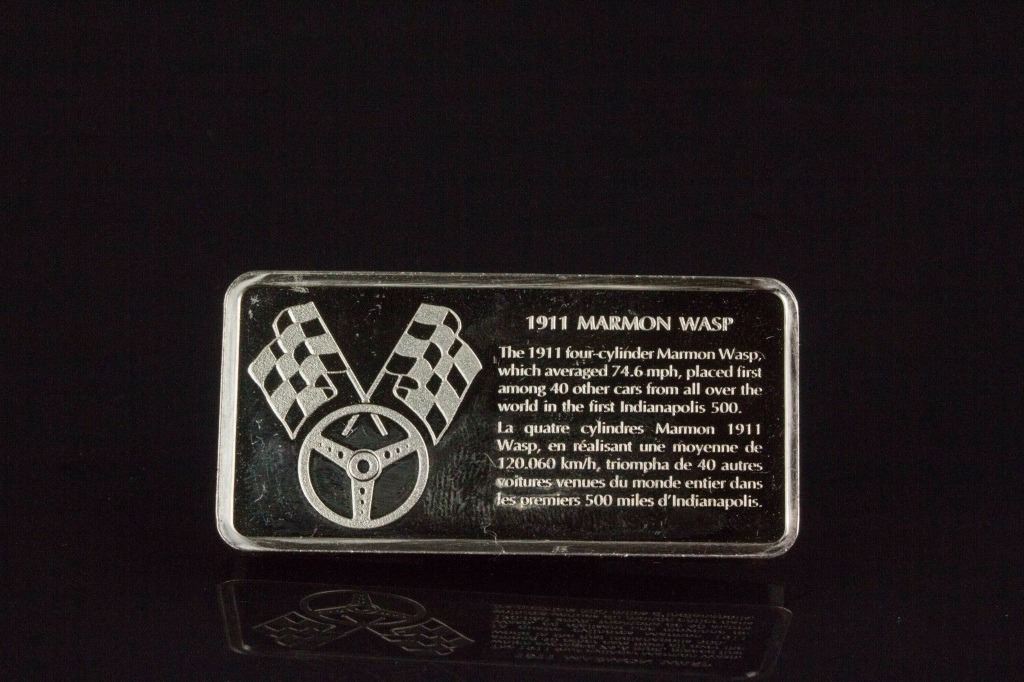 1911 MARMON WASP
The 1911 four-cylinder Marmon Wasp,
which averaged 74.6 mph, placed first
among 40 other cars from all over the
world in the first Indianapolis 500.
La quatre cylindres Marmon 1911
Wasp, en réalisant une moyenne de
120.060 km/h, triompha de 40 autres
voitures venues du monde entier dans
les premiers 500 miles d'Indianapolis.